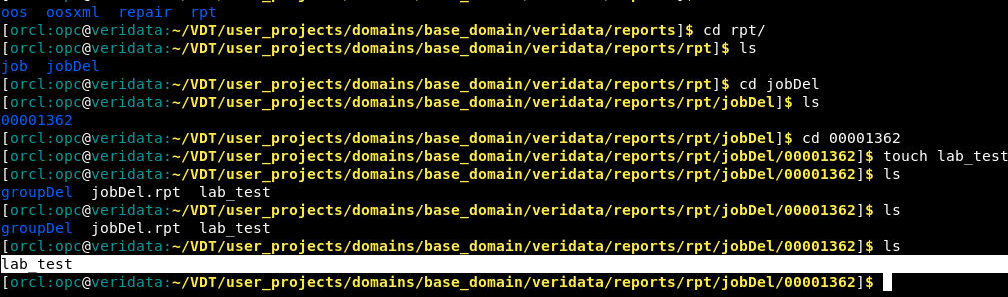 oos  oosxml  repair  rpt
[orcl:opc@veridata:~/VDT/user_projects/domains/base_domain/veridata/reports]$ cd rpt/
[orcl:opc@veridata:~/VDT/user_projects/domains/base_domain/veridata/reports/rpt]$ ls
job  jobDel
[orcl:opc@veridata:~/VDT/user_projects/domains/base_domain/veridata/reports/rpt]$ cd jobDel
[orcl:opc@veridata:~/VDT/user_projects/domains/base_domain/veridata/reports/rpt/jobDel]$ ls
00001362
[orcl:opc@veridata:~/VDT/user_projects/domains/base_domain/veridata/reports/rpt/jobDel]$ cd 00001362
[orcl:opc@veridata:~/VDT/user_projects/domains/base_domain/veridata/reports/rpt/jobDel/00001362]$ touch lab_test
[orcl:opc@veridata:~/VDT/user_projects/domains/base_domain/veridata/reports/rpt/jobDel/00001362]$ ls
groupDel  jobDel.rpt  lab_test
[orcl:opc@veridata:~/VDT/user_projects/domains/base_domain/veridata/reports/rpt/jobDel/00001362]$ ls
groupDel  jobDel.rpt  lab_test
[orcl:opc@veridata:~/VDT/user_projects/domains/base_domain/veridata/reports/rpt/jobDel/00001362]$ ls
lab_test
[orcl:opc@veridata:~/VDT/user_projects/domains/base_domain/veridata/reports/rpt/jobDel/00001362]$